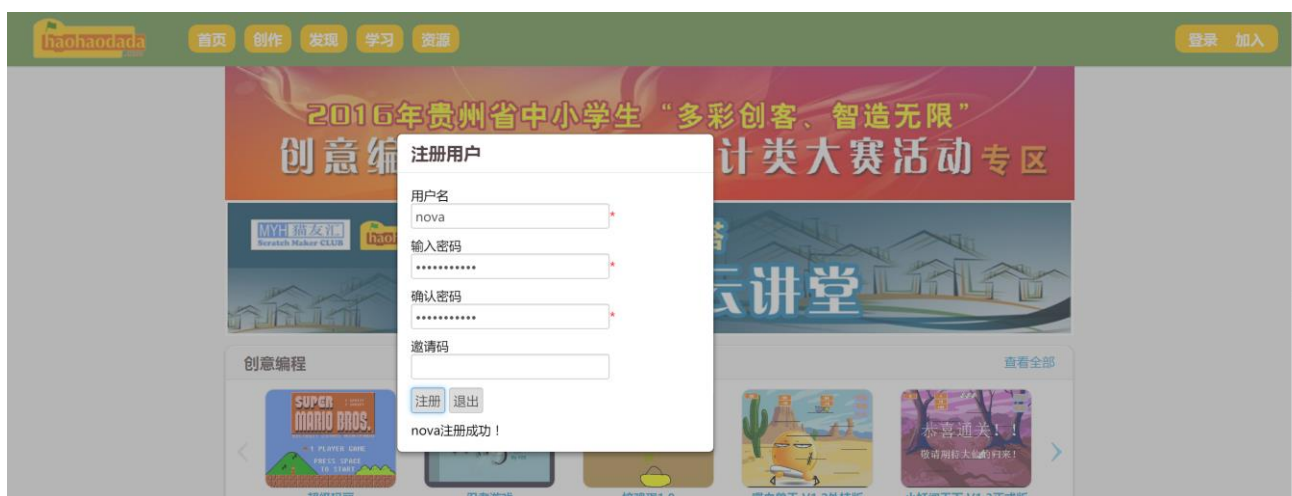 haohaodada
首页 创作 发现 学习 资源
登录 加入
2016年贵州省中小学生“多彩创客、智造无限”
创意编
计类大赛活动专区
注册用户
用户名
nova
*
输入密码
•••••••••••
*
确认密码
•••••••••••
*
邀请码
注册 退出
nova注册成功！
MYH 猫友汇
Scratch Maker CLUB
云讲堂
创意编程
查看全部
SUPER
MARIO BROS.
1 PLAYER GAME
PRESS SPACE
TO START
恭喜通关！！